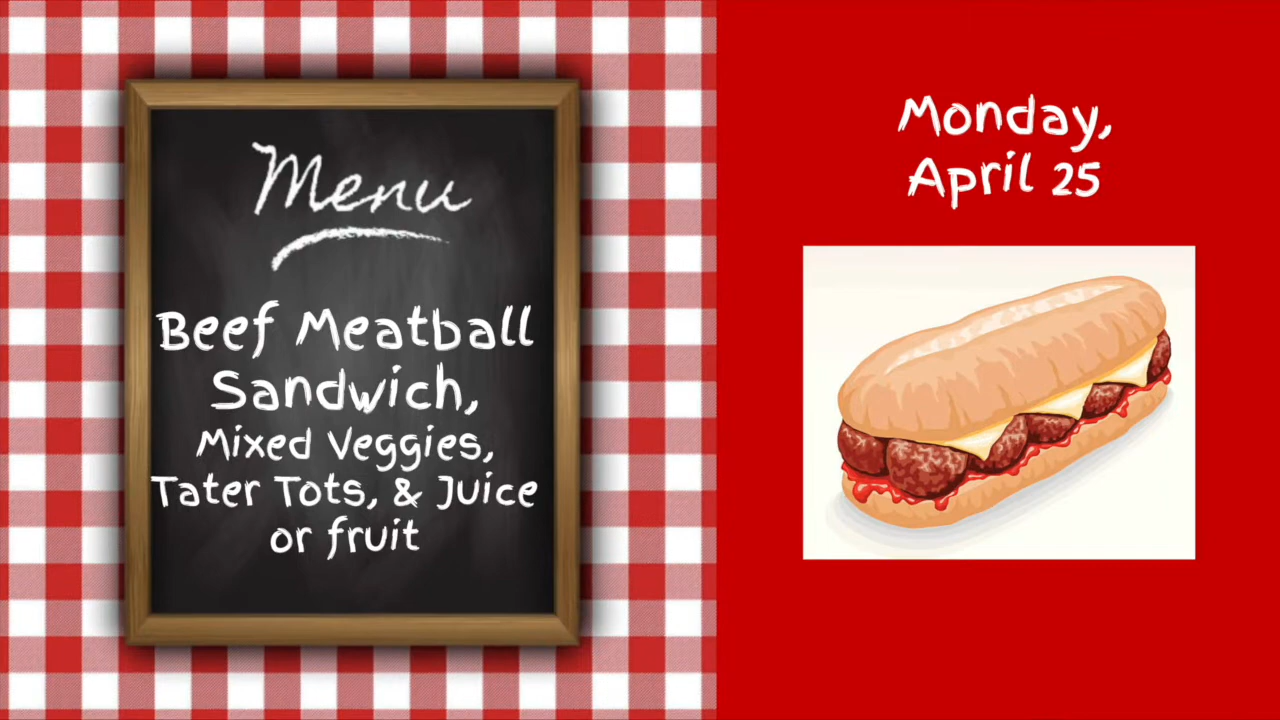 Menu
Beef Meatball
Sandwich,
Mixed Veggies,
Tater Tots, & Juice
or fruit
Monday,
April 25